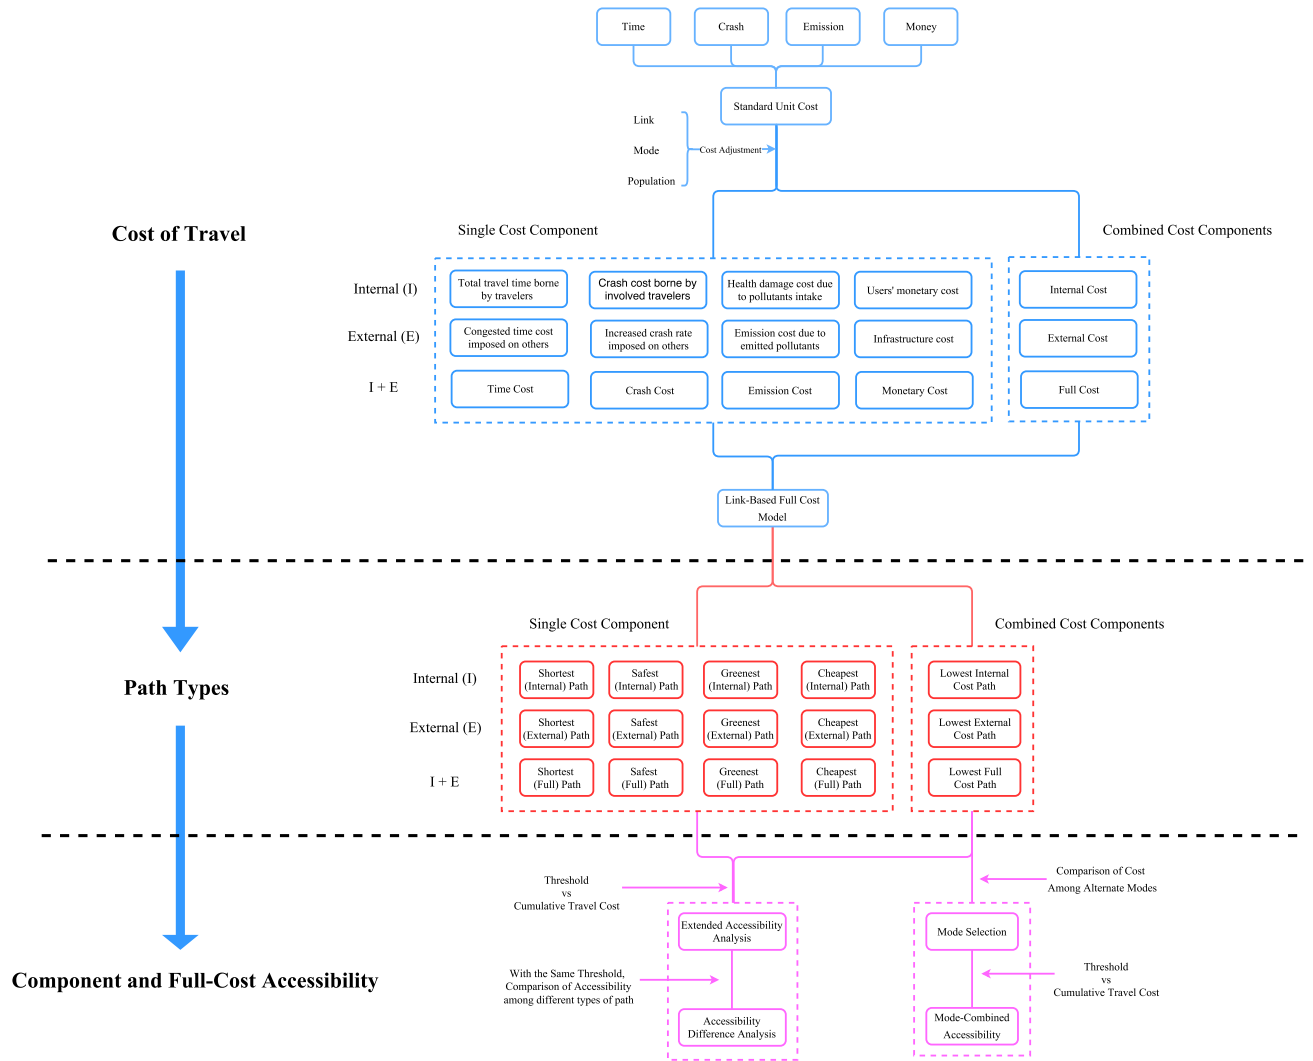 Time
Crash
Emission
Money
Standard Unit Cost
Link
Mode
Population
Cost Adjustment
Cost of Travel
Single Cost Component
Combined Cost Components
Internal (I)
Total travel time borne
by travelers
Crash cost borne by
involved travelers
Health damage cost due
to pollutants intake
Users' monetary cost
Internal Cost
External (E)
Congested time cost
imposed on others
Increased crash rate
imposed on others
Emission cost due to
emitted pollutants
Infrastructure cost
External Cost
I + E
Time Cost
Crash Cost
Emission Cost
Monetary Cost
Full Cost
Link-Based Full Cost
Model
Path Types
Single Cost Component
Combined Cost Components
Internal (I)
Shortest
(Internal) Path
Safest
(Internal) Path
Greenest
(Internal) Path
Cheapest
(Internal) Path
Lowest Internal
Cost Path
External (E)
Shortest
(External) Path
Safest
(External) Path
Greenest
(External) Path
Cheapest
(External) Path
Lowest External
Cost Path
I + E
Shortest
(Full) Path
Safest
(Full) Path
Greenest
(Full) Path
Cheapest
(Full) Path
Lowest Full
Cost Path
Component and Full-Cost Accessibility
Threshold
vs
Cumulative Travel Cost
Comparison of Cost
Among Alternate Modes
Extended Accessibility
Analysis
Mode Selection
With the Same Threshold,
Comparison of Accessibility
among different types of path
Threshold
vs
Cumulative Travel Cost
Accessibility
Difference Analysis
Mode-Combined
Accessibility